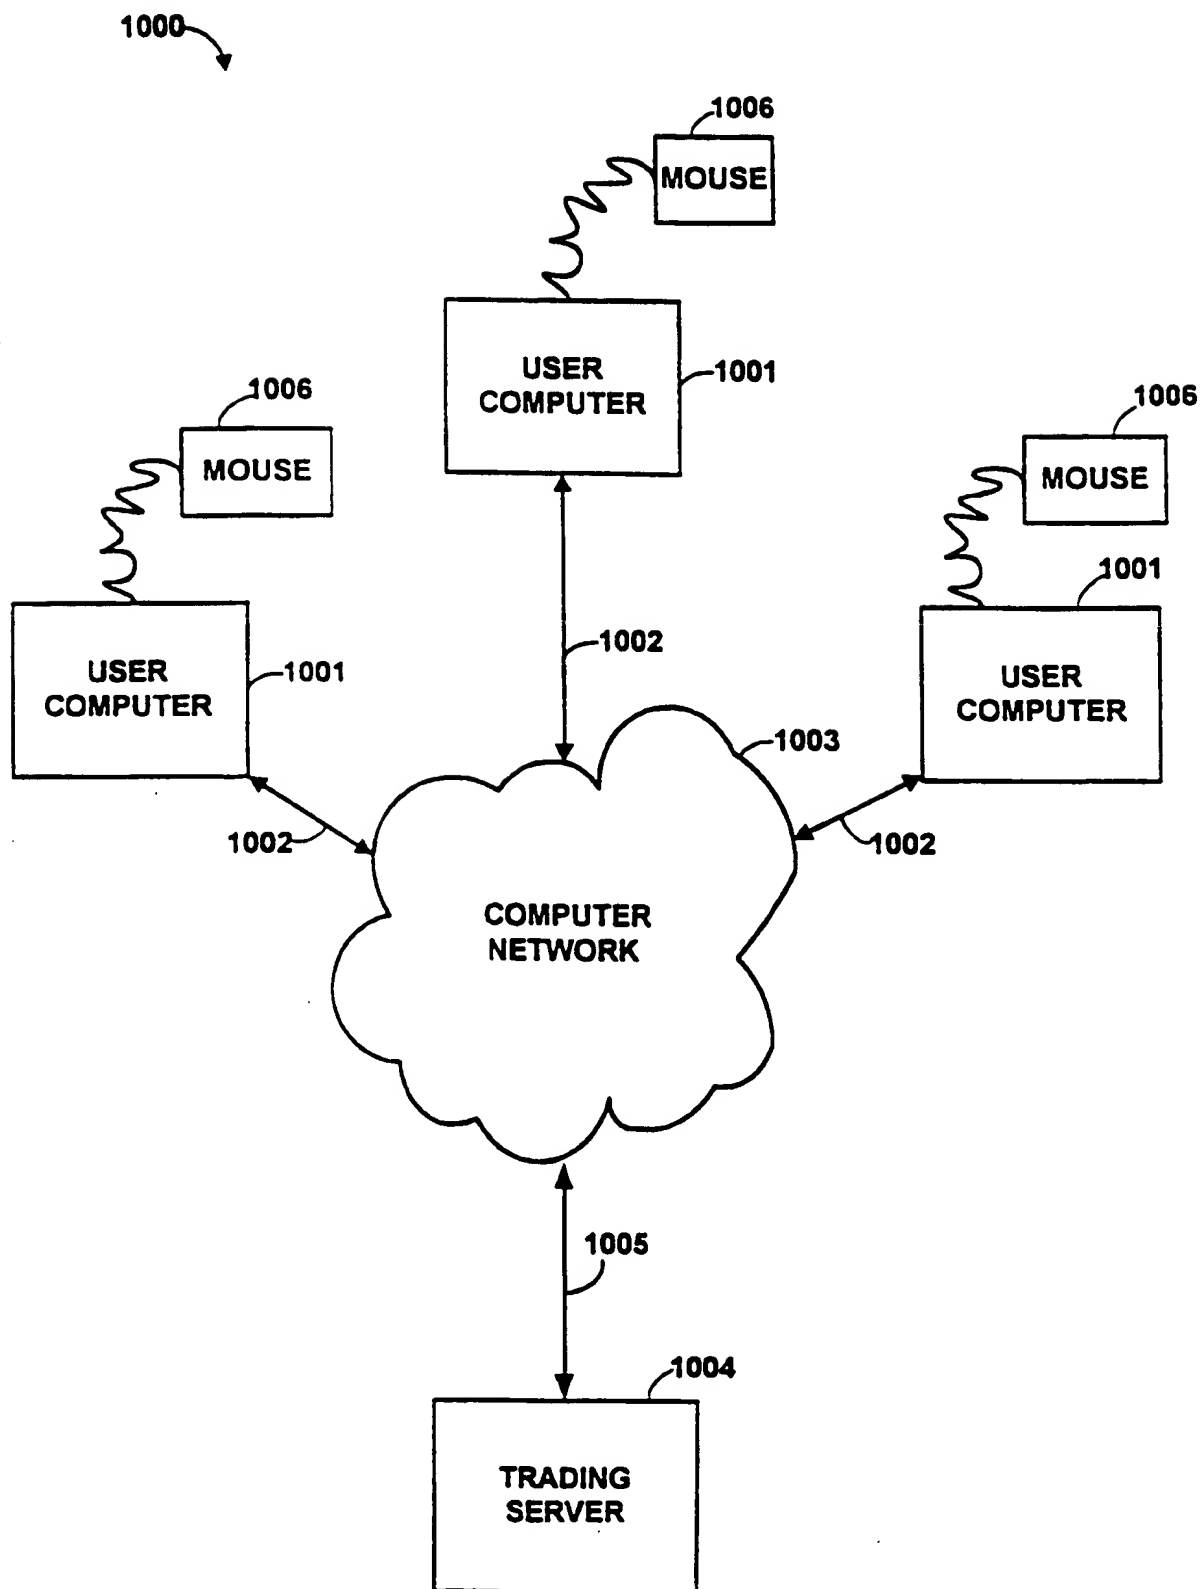 1000
1006
MOUSE
USER
COMPUTER
1001
1006
MOUSE
1006
MOUSE
USER
COMPUTER
1001
1002
1001
USER
COMPUTER
1003
1002
1002
COMPUTER
NETWORK
1005
1004
TRADING
SERVER